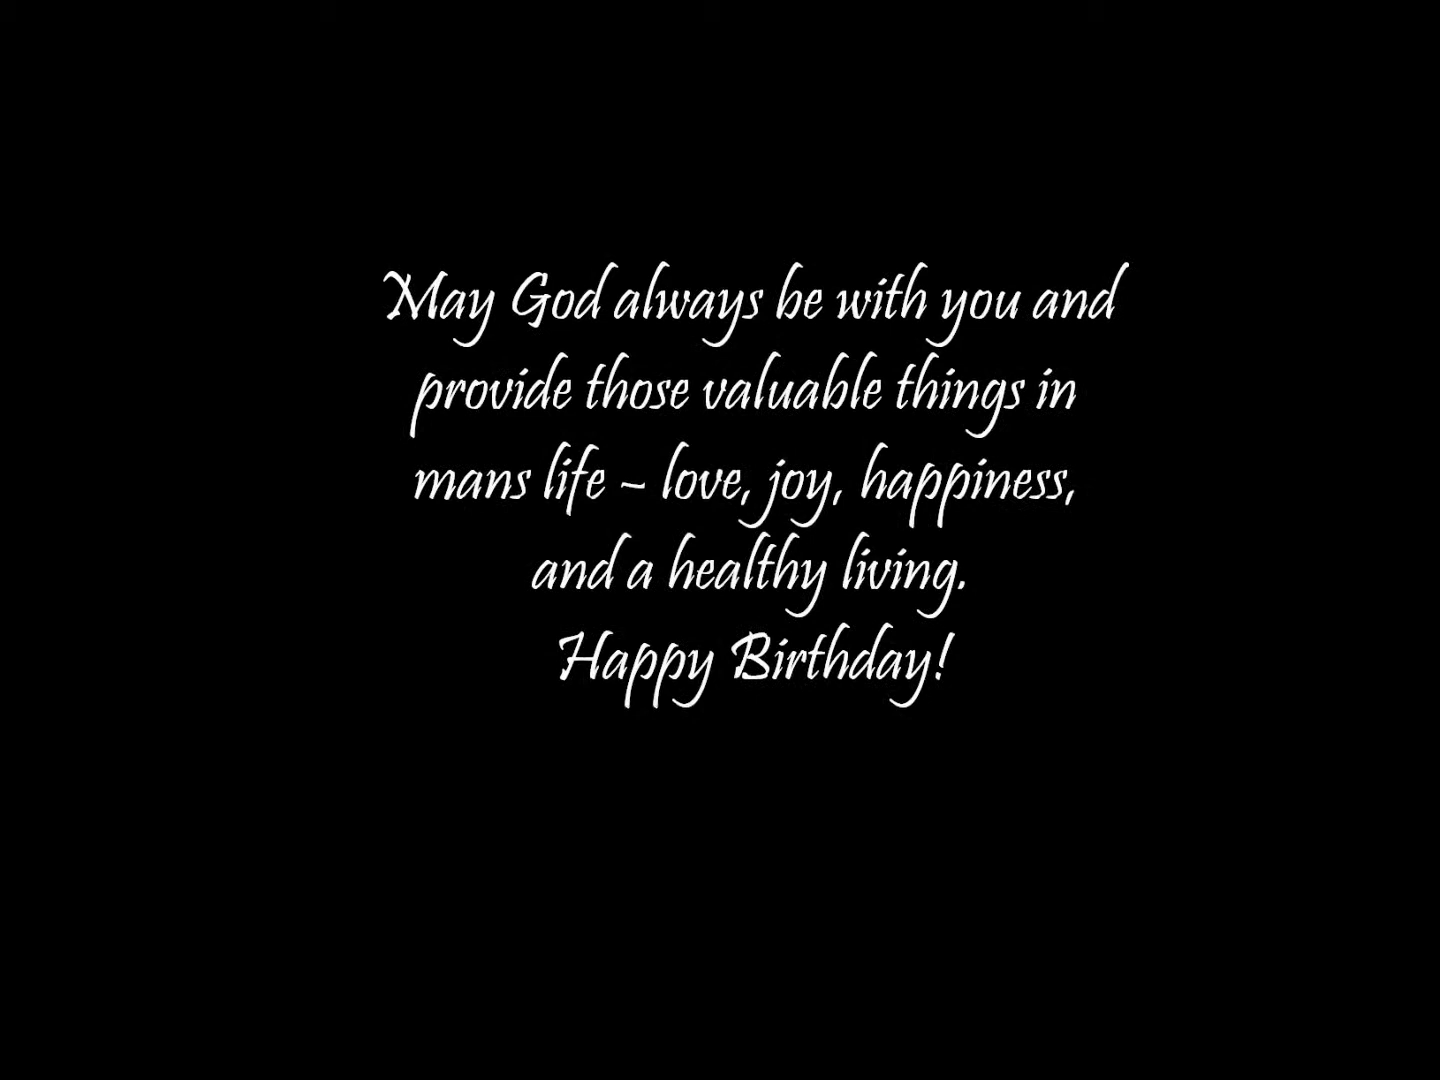 May God always be with you and
provide those valuable things in
mans life – love, joy, happiness,
and a healthy living.
Happy Birthday!